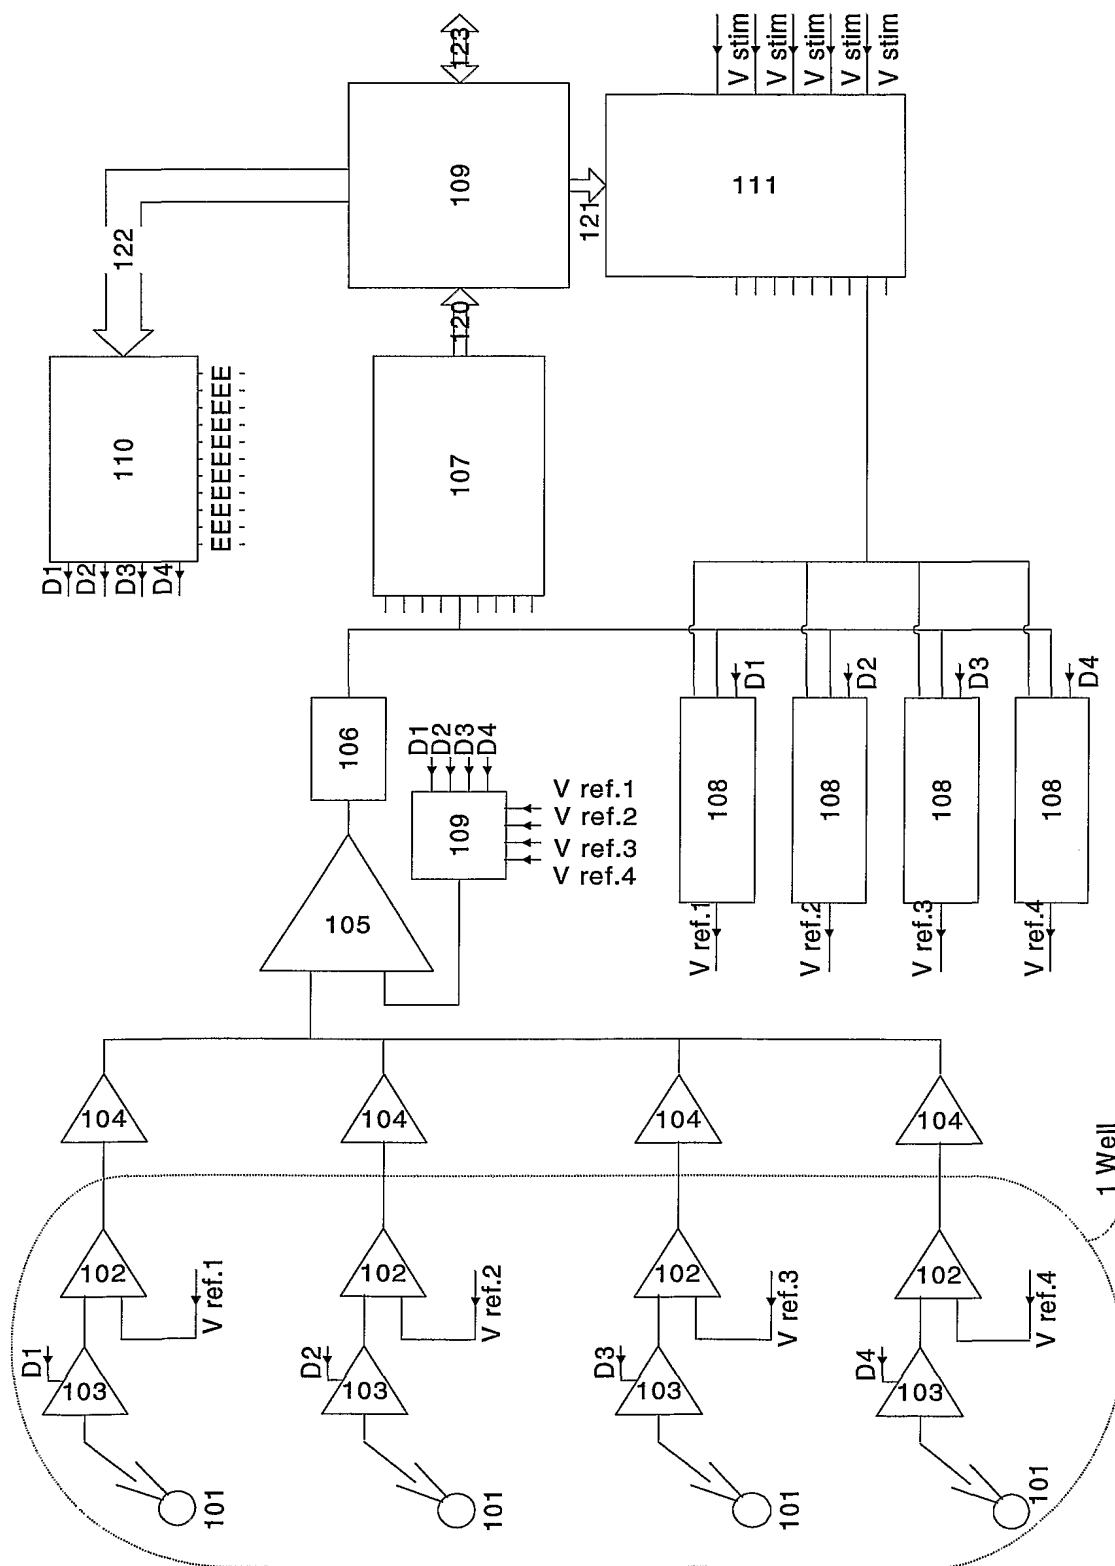 123
V stim
V stim
V stim
V stim
V stim
109
111
122
121
120
110
EEEEEEEEEEE
107
D1
D2
D3
D4
106
D1
D2
D3
D4
D1
D2
D3
D4
109
V ref.1
V ref.2
V ref.3
V ref.4
108
108
108
108
105
V ref.1
V ref.2
V ref.3
V ref.4
104
104
104
104
1 Well
102
102
102
102
V ref.1
V ref.2
V ref.3
V ref.4
D1
D2
D3
D4
103
103
103
103
101
101
101
101